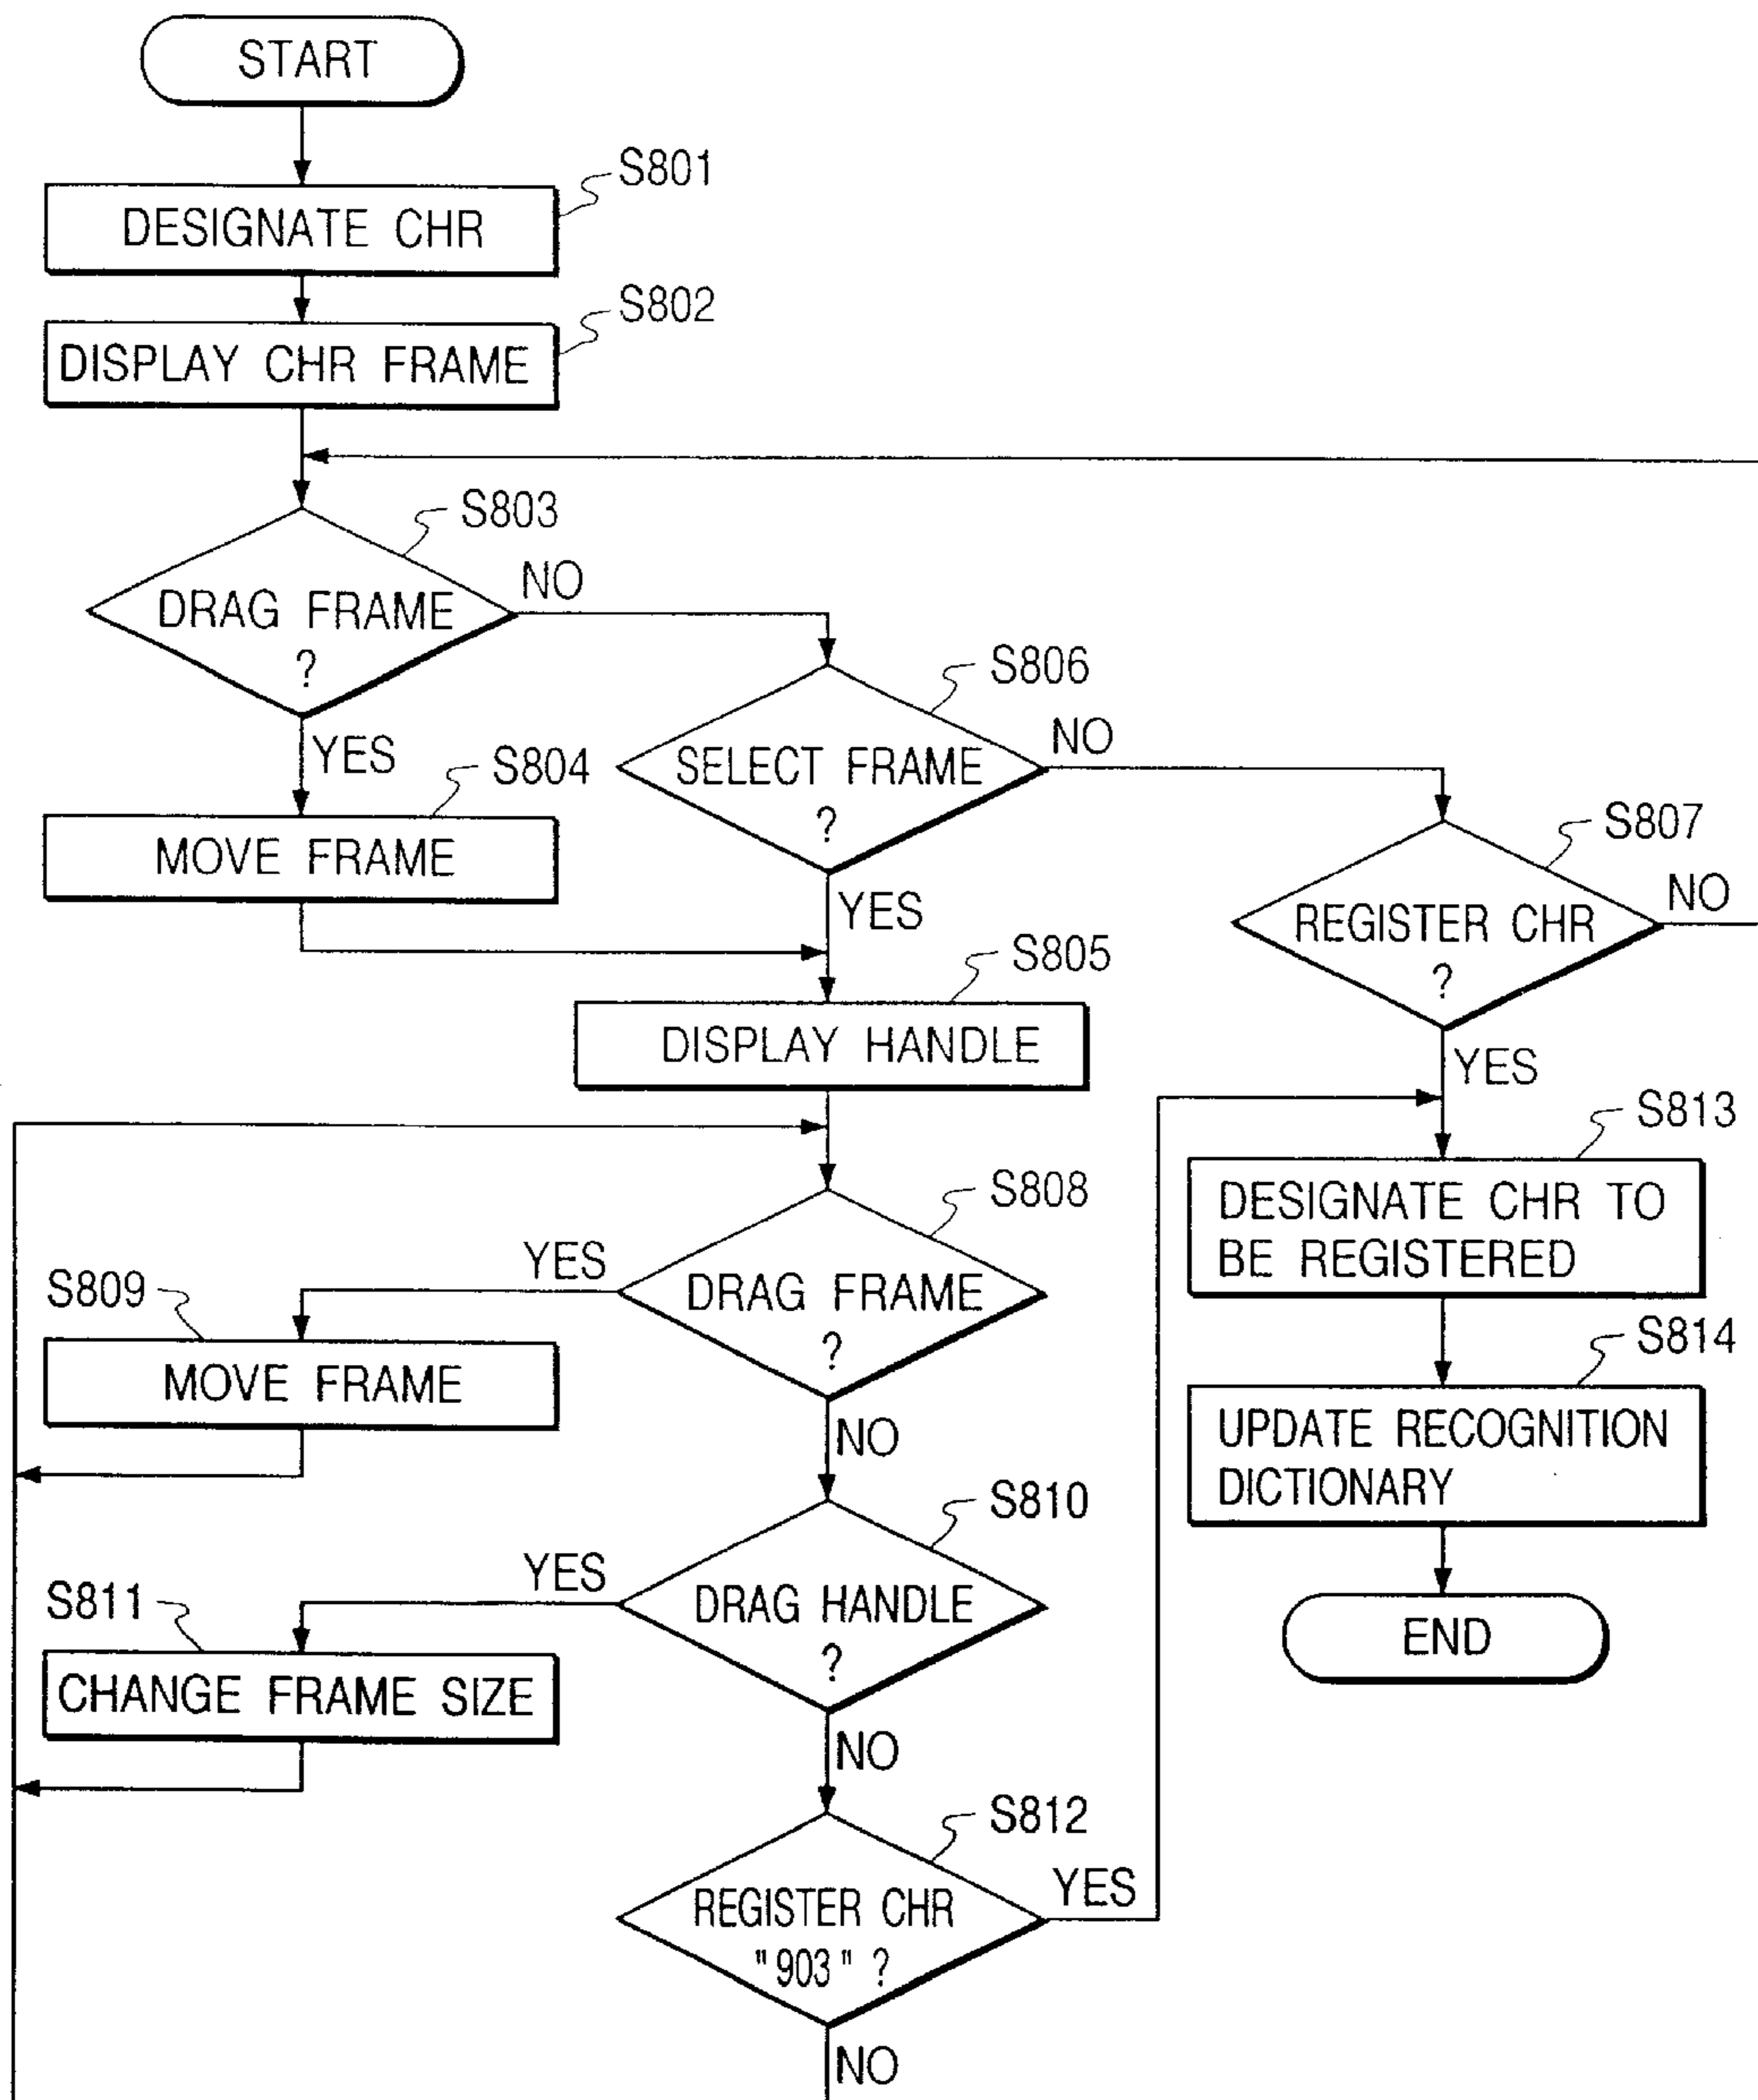 START
S801
DESIGNATE CHR
S802
DISPLAY CHR FRAME
S803
DRAG FRAME
?
NO
YES
S804
MOVE FRAME
S806
SELECT FRAME
?
NO
YES
S807
REGISTER CHR
?
NO
YES
S805
DISPLAY HANDLE
S808
DRAG FRAME
?
YES
NO
S809
MOVE FRAME
S810
DRAG HANDLE
?
YES
NO
S811
CHANGE FRAME SIZE
S812
REGISTER CHR
"903" ?
YES
NO
S813
DESIGNATE CHR TO
BE REGISTERED
S814
UPDATE RECOGNITION
DICTIONARY
END